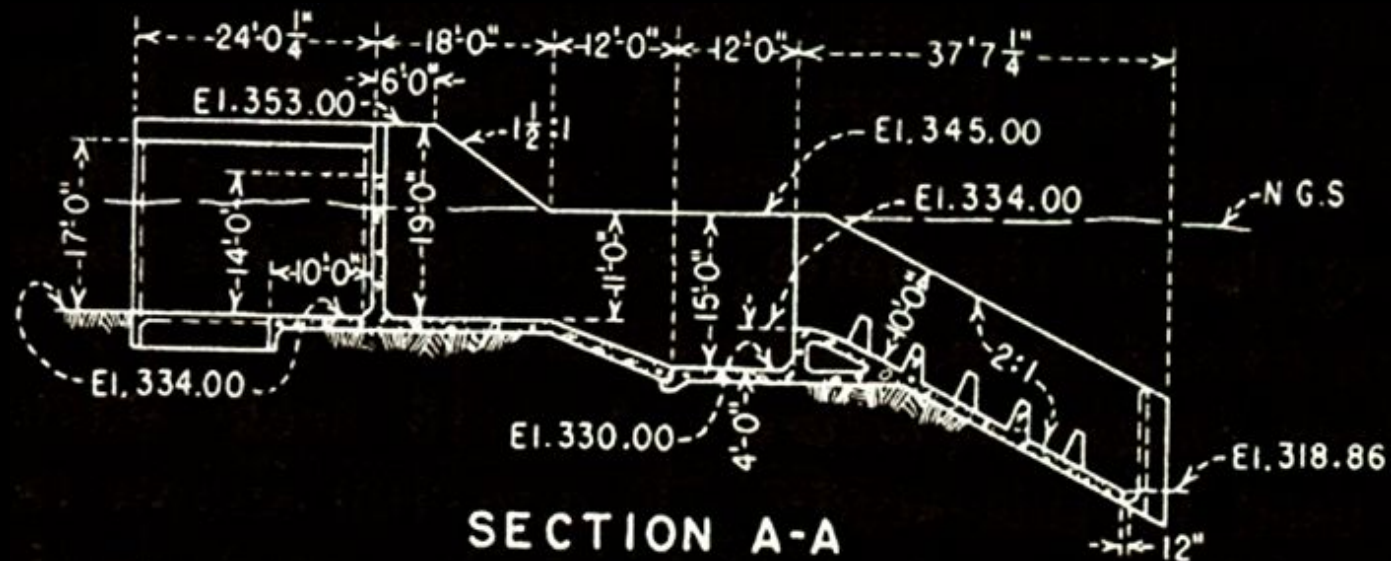 24'-0 1/4"
18'-0"
12'-0"
12'-0"
37'7 1/4"
6'0"
El.353.00
1 1/2:1
El.345.00
El.334.00
N G.S
17'-0"
14'-0"
19'-0"
10'0"
11'-0"
15'-0"
10'-0"
2:1
El.334.00
El.330.00
4'-0"
El.318.86
SECTION A-A
12"